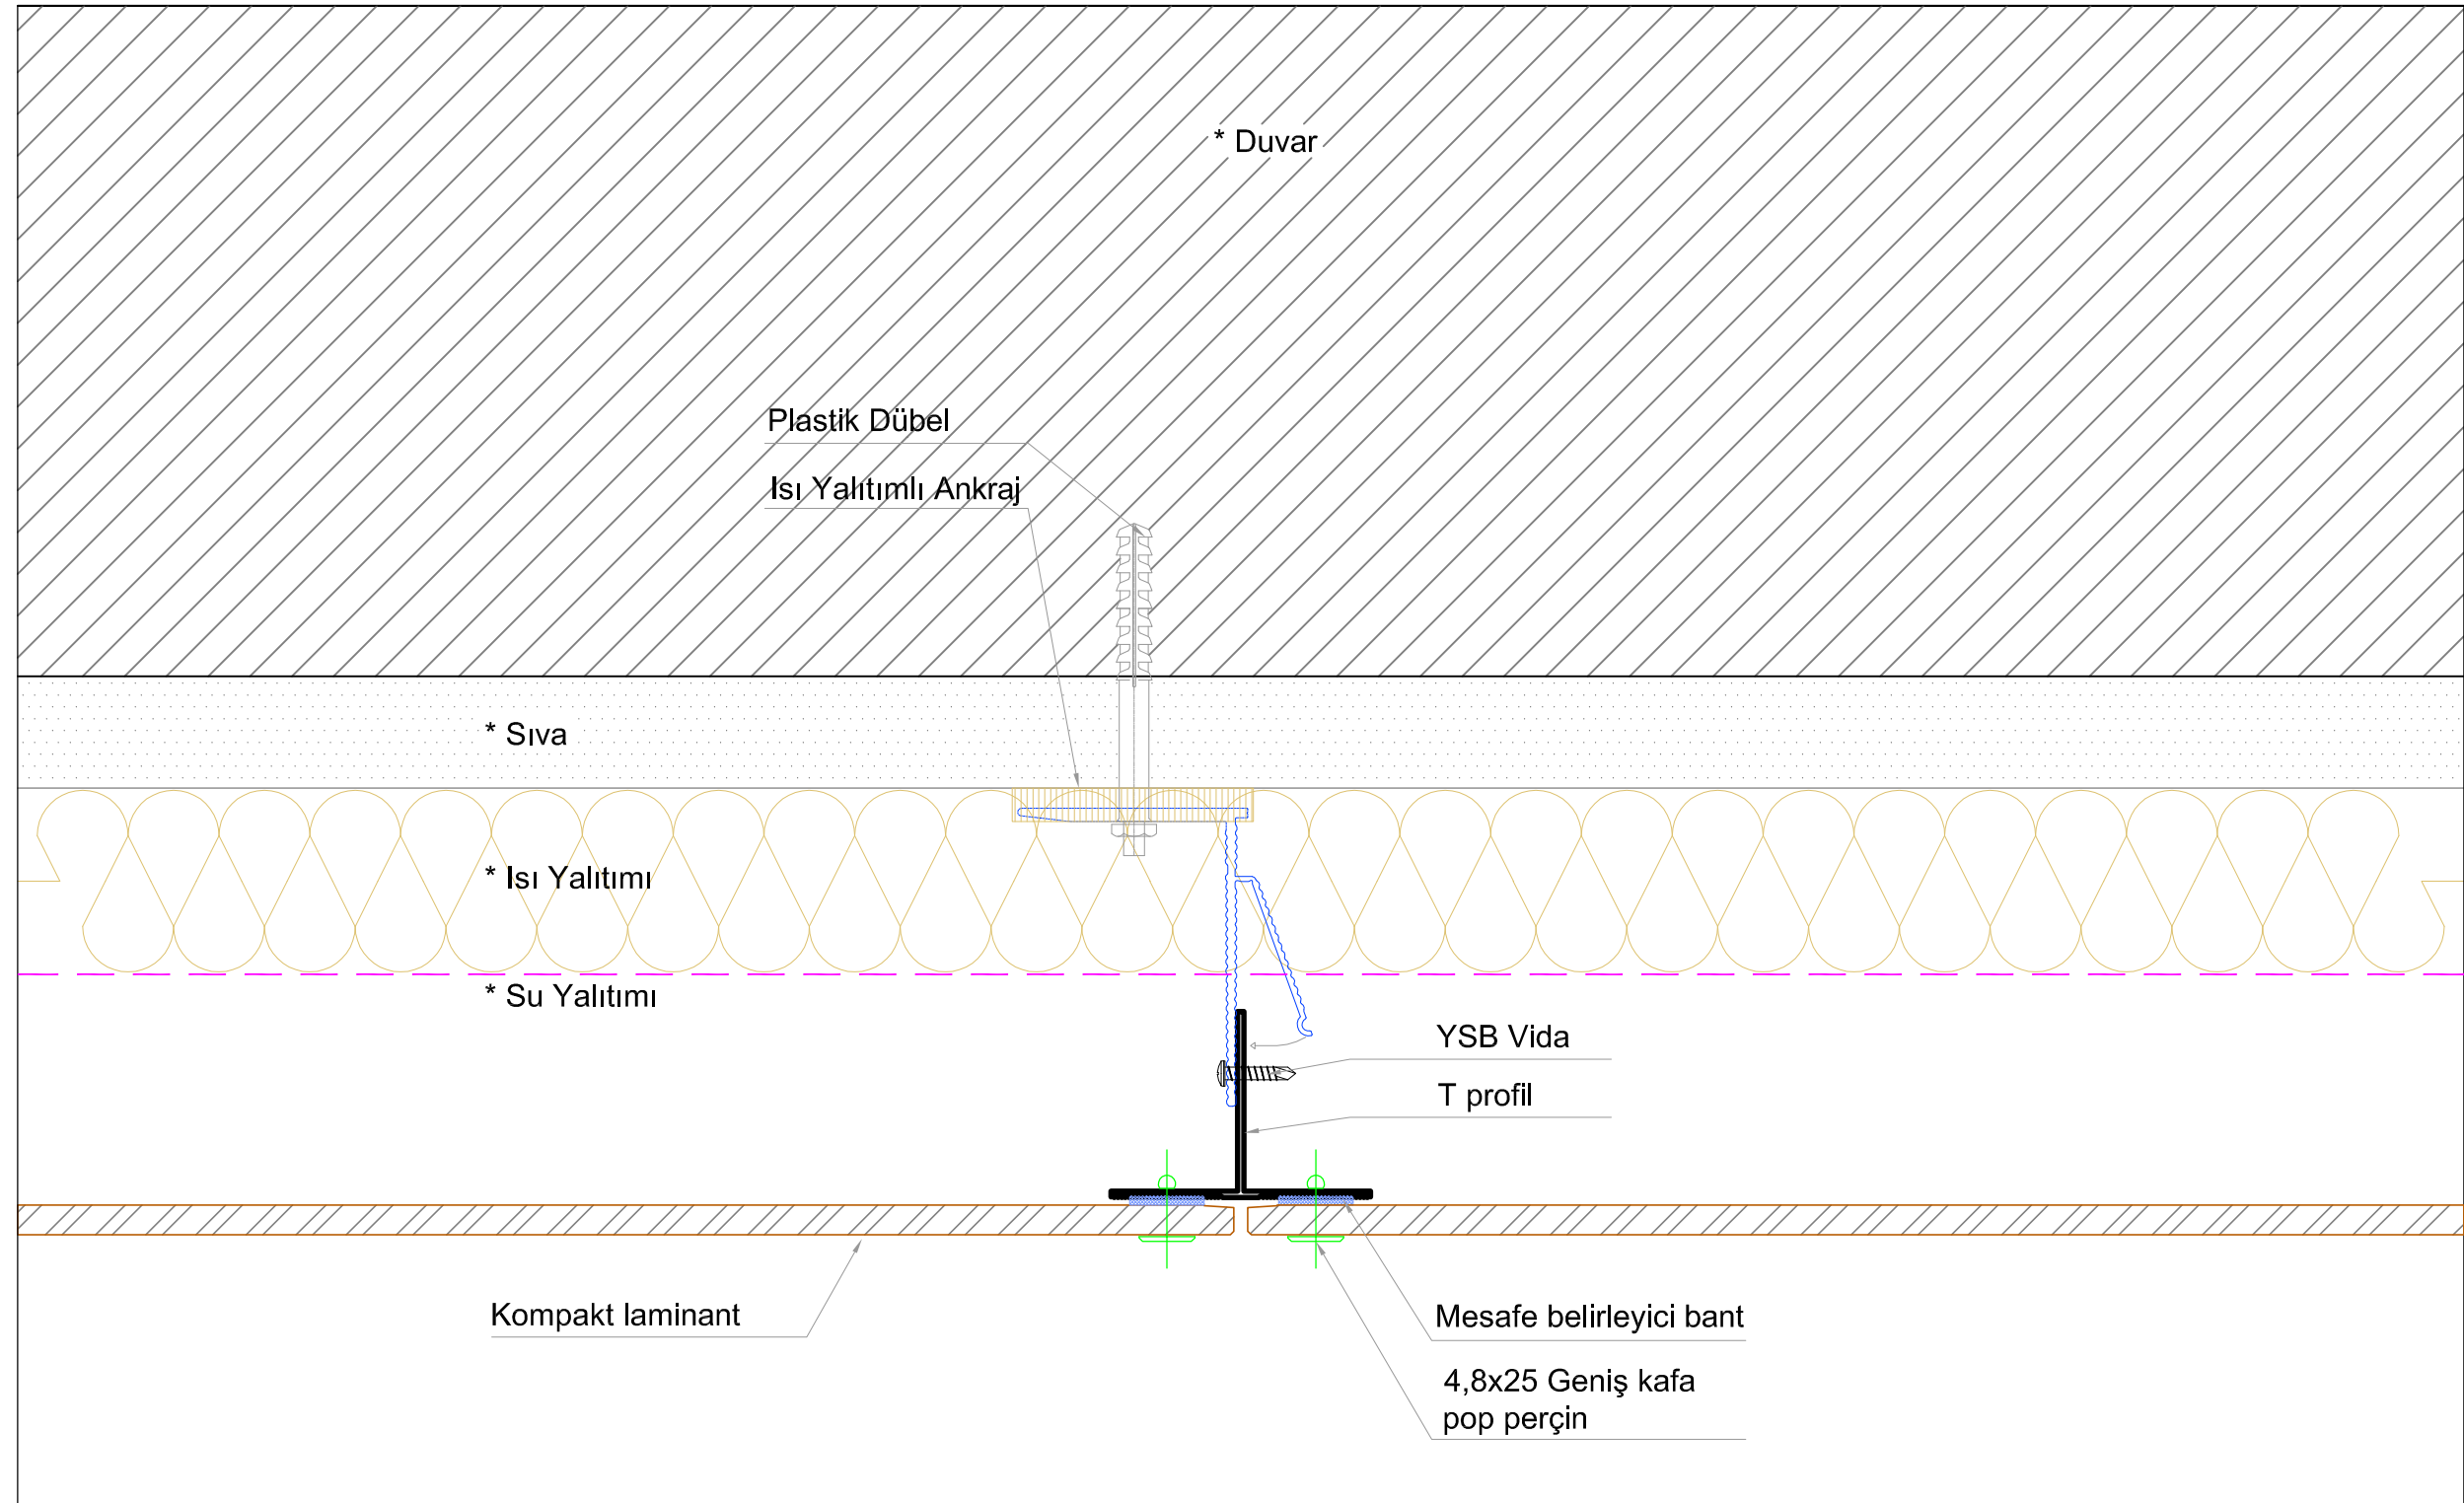 * Duvar
Plastik Dübel
Isı Yalıtımlı Ankraj
* Sıva
* Isı Yalıtımı
* Su Yalıtımı
YSB Vida
T profil
Kompakt laminant
Mesafe belirleyici bant
4,8x25 Geniş kafa
pop perçin